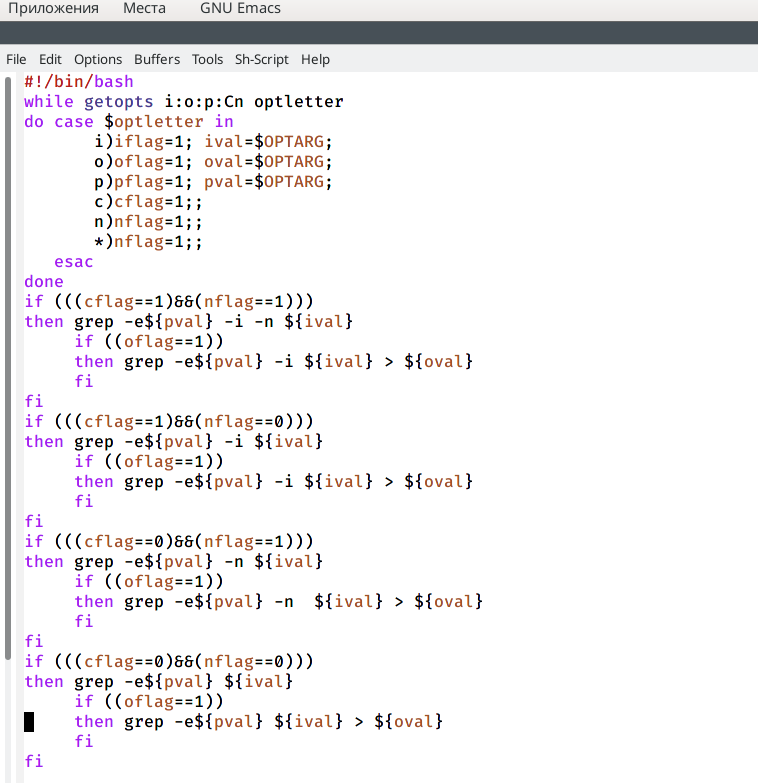 Приложения Места GNU Emacs
File Edit Options Buffers Tools Sh-Script Help
#!/bin/bash
while getopts i:o:p:Cn optletter
do case $optletter in
       i)iflag=1; ival=$OPTARG;
       o)oflag=1; oval=$OPTARG;
       p)pflag=1; pval=$OPTARG;
       c)cflag=1;;
       n)nflag=1;;
       *)nflag=1;;
   esac
done
if (((cflag==1)&&(nflag==1)))
then grep -e${pval} -i -n ${ival}
     if ((oflag==1))
     then grep -e${pval} -i ${ival} > ${oval}
     fi
fi
if (((cflag==1)&&(nflag==0)))
then grep -e${pval} -i ${ival}
     if ((oflag==1))
     then grep -e${pval} -i ${ival} > ${oval}
     fi
fi
if (((cflag==0)&&(nflag==1)))
then grep -e${pval} -n ${ival}
     if ((oflag==1))
     then grep -e${pval} -n  ${ival} > ${oval}
     fi
fi
if (((cflag==0)&&(nflag==0)))
then grep -e${pval} ${ival}
     if ((oflag==1))
     then grep -e${pval} ${ival} > ${oval}
     fi
fi